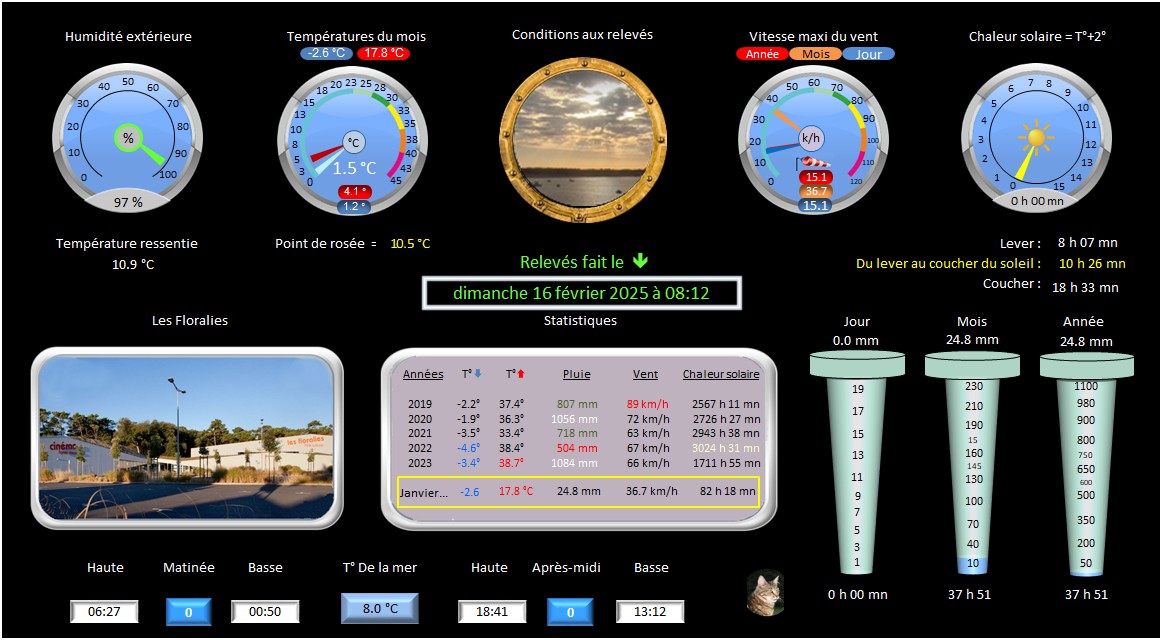 Humidité extérieure
Températures du mois
Conditions aux relevés
Vitesse maxi du vent
Chaleur solaire = T°+2°
-2.6 °C 17.8 °C
Année Mois Jour
0 10 20 30 40 50 60 70 80 90 100
%
97 %
0 3 5 8 10 13 15 18 20 23 25 28 30 33 35 38 40 43 45
°C
1.5 °C
4.1 °
1.2 °
0 10 20 30 40 50 60 70 80 90 100 110 120
k/h
15.1
36.7
15.1
0 1 2 3 4 5 6 7 8 9 10 11 12 13 14 15
0 h 00 mn
Température ressentie
10.9 °C
Point de rosée = 10.5 °C
Lever : 8 h 07 mn
Du lever au coucher du soleil : 10 h 26 mn
Coucher : 18 h 33 mn
Relevés fait le
dimanche 16 février 2025 à 08:12
Les Floralies
cinéma
les floralies
Statistiques
Années T° T° Pluie Vent Chaleur solaire
2019 -2.2° 37.4° 807 mm 89 km/h 2567 h 11 mn
2020 -1.9° 36.3° 1056 mm 72 km/h 2726 h 27 mn
2021 -3.5° 33.4° 718 mm 63 km/h 2943 h 38 mn
2022 -4.6° 38.4° 504 mm 67 km/h 3024 h 31 mn
2023 -3.4° 38.7° 1084 mm 66 km/h 1711 h 55 mn
Janvier... -2.6 17.8 °C 24.8 mm 36.7 km/h 82 h 18 mn
Jour
0.0 mm
19
17
15
13
11
9
7
5
3
1
0 h 00 mn
Mois
24.8 mm
230
210
190
15
160
145
130
100
70
40
10
37 h 51
Année
24.8 mm
1100
980
900
800
750
650
600
500
350
200
50
37 h 51
Haute Matinée Basse
06:27 0 00:50
T° De la mer
8.0 °C
Haute Après-midi Basse
18:41 0 13:12